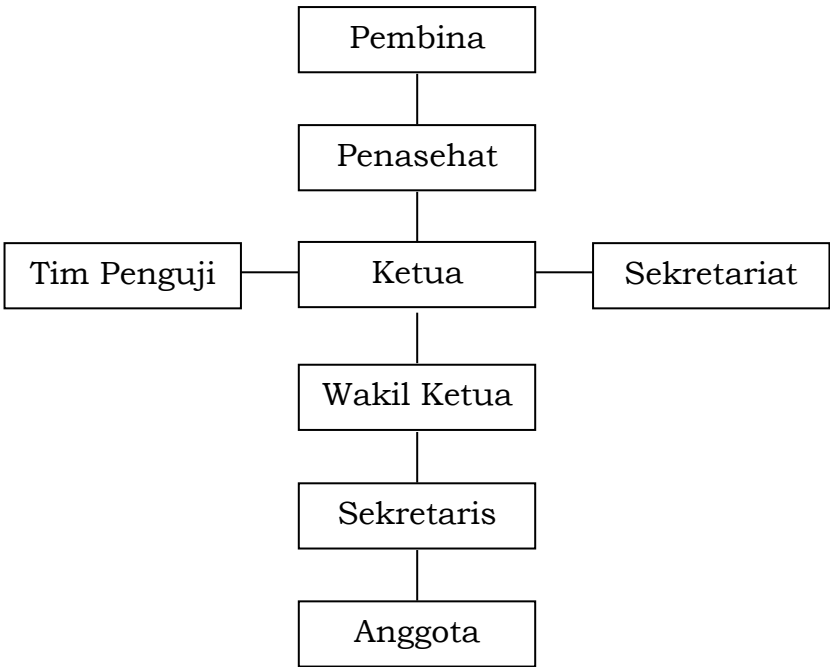 Pembina
Penasehat
Tim Penguji
Ketua
Sekretariat
Wakil Ketua
Sekretaris
Anggota